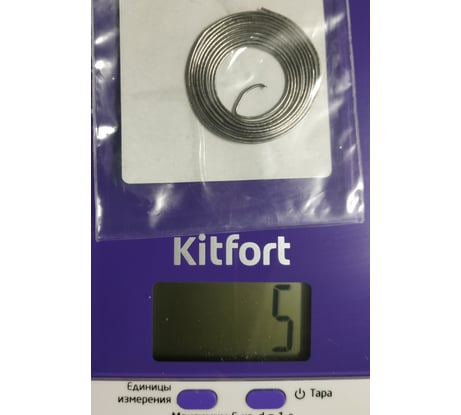 Kitfort
5
Единицы
измерения
Тара